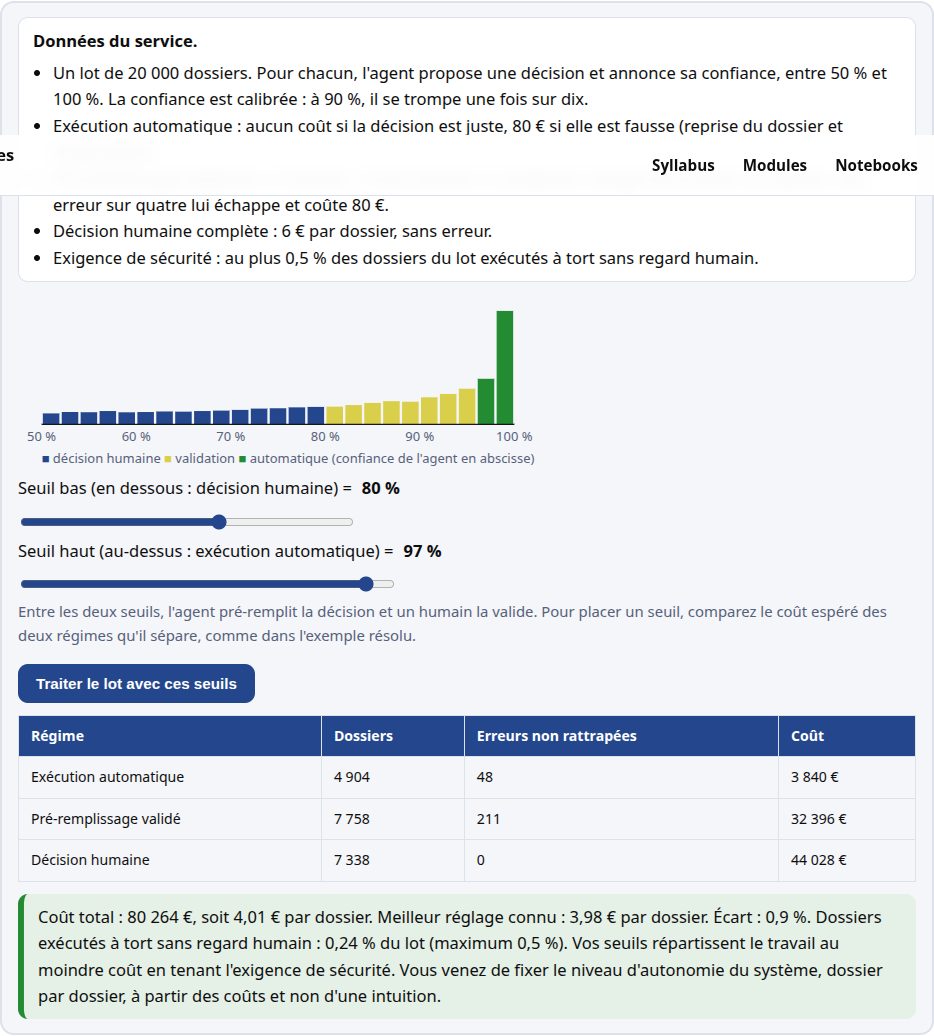 Données du service.
• Un lot de 20 000 dossiers. Pour chacun, l'agent propose une décision et annonce sa confiance, entre 50 % et
100 %. La confiance est calibrée : à 90 %, il se trompe une fois sur dix.
• Exécution automatique : aucun coût si la décision est juste, 80 € si elle est fausse (reprise du dossier et
es
Syllabus Modules Notebooks
erreur sur quatre lui échappe et coûte 80 €.
• Décision humaine complète : 6 € par dossier, sans erreur.
• Exigence de sécurité : au plus 0,5 % des dossiers du lot exécutés à tort sans regard humain.
50 % 60 % 70 % 80 % 90 % 100 %
■ décision humaine ■ validation ■ automatique (confiance de l'agent en abscisse)
Seuil bas (en dessous : décision humaine) = 80 %
Seuil haut (au-dessus : exécution automatique) = 97 %
Entre les deux seuils, l'agent pré-remplit la décision et un humain la valide. Pour placer un seuil, comparez le coût espéré des
deux régimes qu'il sépare, comme dans l'exemple résolu.
Traiter le lot avec ces seuils
Régime Dossiers Erreurs non rattrapées Coût
Exécution automatique 4 904 48 3 840 €
Pré-remplissage validé 7 758 211 32 396 €
Décision humaine 7 338 0 44 028 €
Coût total : 80 264 €, soit 4,01 € par dossier. Meilleur réglage connu : 3,98 € par dossier. Écart : 0,9 %. Dossiers
exécutés à tort sans regard humain : 0,24 % du lot (maximum 0,5 %). Vos seuils répartissent le travail au
moindre coût en tenant l'exigence de sécurité. Vous venez de fixer le niveau d'autonomie du système, dossier
par dossier, à partir des coûts et non d'une intuition.